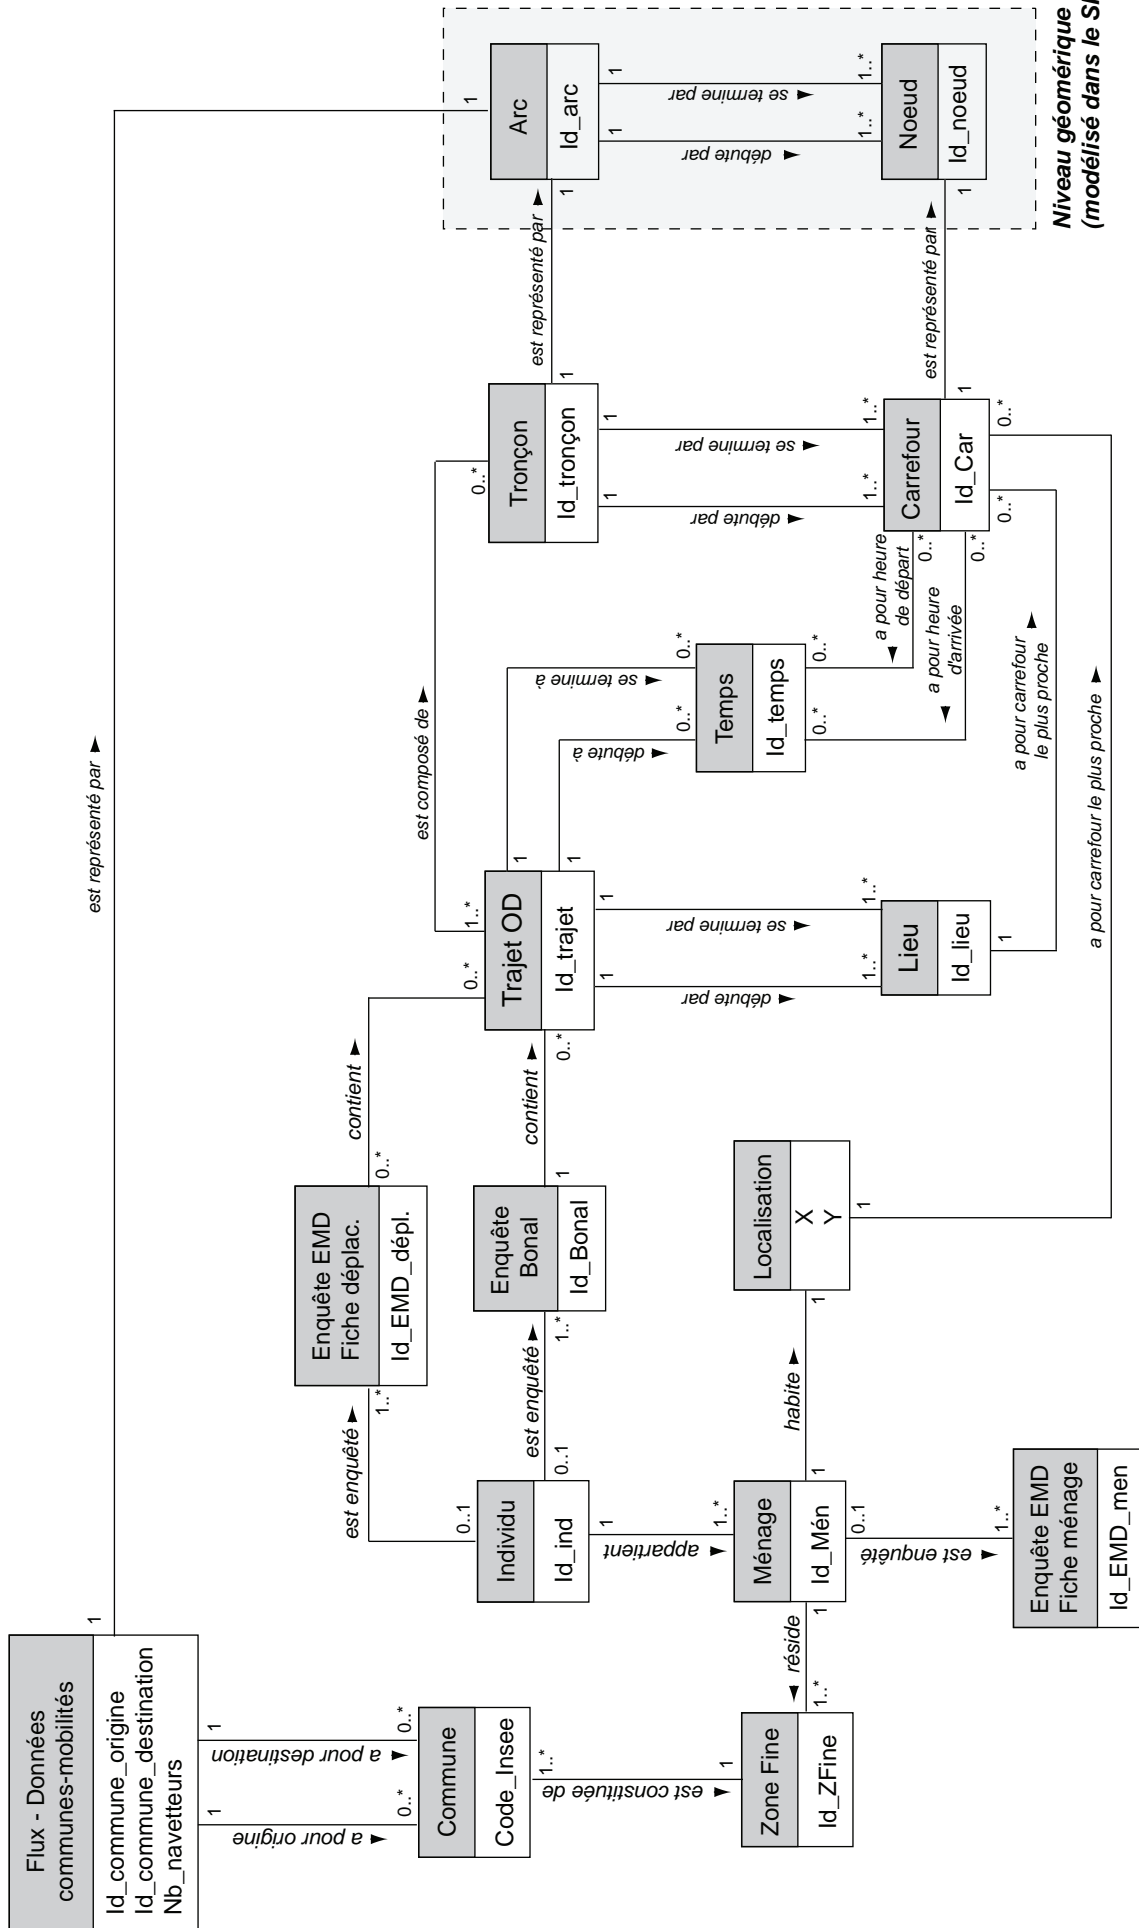 Flux - Données
communes-mobilités
Id_commune_origine
Id_commune_destination
Nb_navetteurs
1
est représenté par
1
1
a pour origine
0..*
1
a pour destination
0..*
Commune
Code_Insee
1..*
est constituée de
1
Zone Fine
Id_ZFine
1..*
réside
1
Ménage
Id_Mén
0..1
est enquêté
1..*
Enquête EMD
Fiche ménage
Id_EMD_men
1
habite
1
Localisation
X
Y
1
a pour carrefour le plus proche
0..*
Individu
Id_ind
1
appartient
1..*
0..1
est enquêté
1..*
Enquête EMD
Fiche déplac.
Id_EMD_dépl.
0..*
contient
0..*
0..1
est enquêté
1..*
Enquête
Bonal
Id_Bonal
1
contient
0..*
Trajet OD
Id_trajet
1..*
est composé de
0..*
1
débute par
1..*
1
se termine par
1..*
Lieu
Id_lieu
1
a pour carrefour
le plus proche
0..*
1
débute à
0..*
1
se termine à
0..*
Temps
Id_temps
0..*
a pour heure
de départ
0..*
0..*
a pour heure
d'arrivée
0..*
Tronçon
Id_tronçon
1
débute par
1..*
1
se termine par
1..*
Carrefour
Id_Car
1
est représenté par
1
1
est représenté par
1
Arc
Id_arc
1
débute par
1..*
1
se termine par
1..*
Noeud
Id_noeud
Niveau géomérique
(modélisé dans le